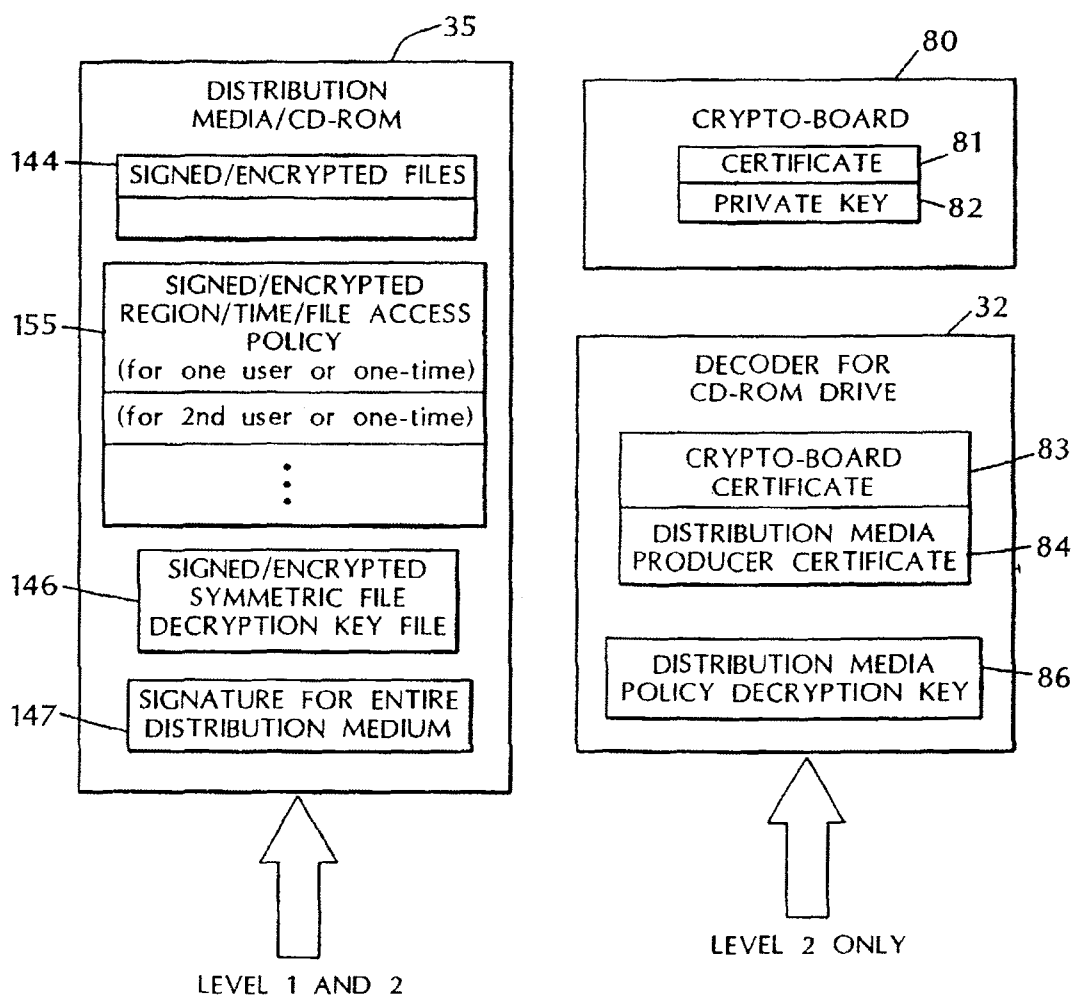 35
DISTRIBUTION
MEDIA/CD-ROM
144
SIGNED/ENCRYPTED FILES
155
SIGNED/ENCRYPTED
REGION/TIME/FILE ACCESS
POLICY
(for one user or one-time)
(for 2nd user or one-time)
146
SIGNED/ENCRYPTED
SYMMETRIC FILE
DECRYPTION KEY FILE
147
SIGNATURE FOR ENTIRE
DISTRIBUTION MEDIUM
LEVEL 1 AND 2
80
CRYPTO-BOARD
81
CERTIFICATE
PRIVATE KEY
82
32
DECODER FOR
CD-ROM DRIVE
CRYPTO-BOARD
CERTIFICATE
83
DISTRIBUTION MEDIA
PRODUCER CERTIFICATE
84
DISTRIBUTION MEDIA
POLICY DECRYPTION KEY
86
LEVEL 2 ONLY